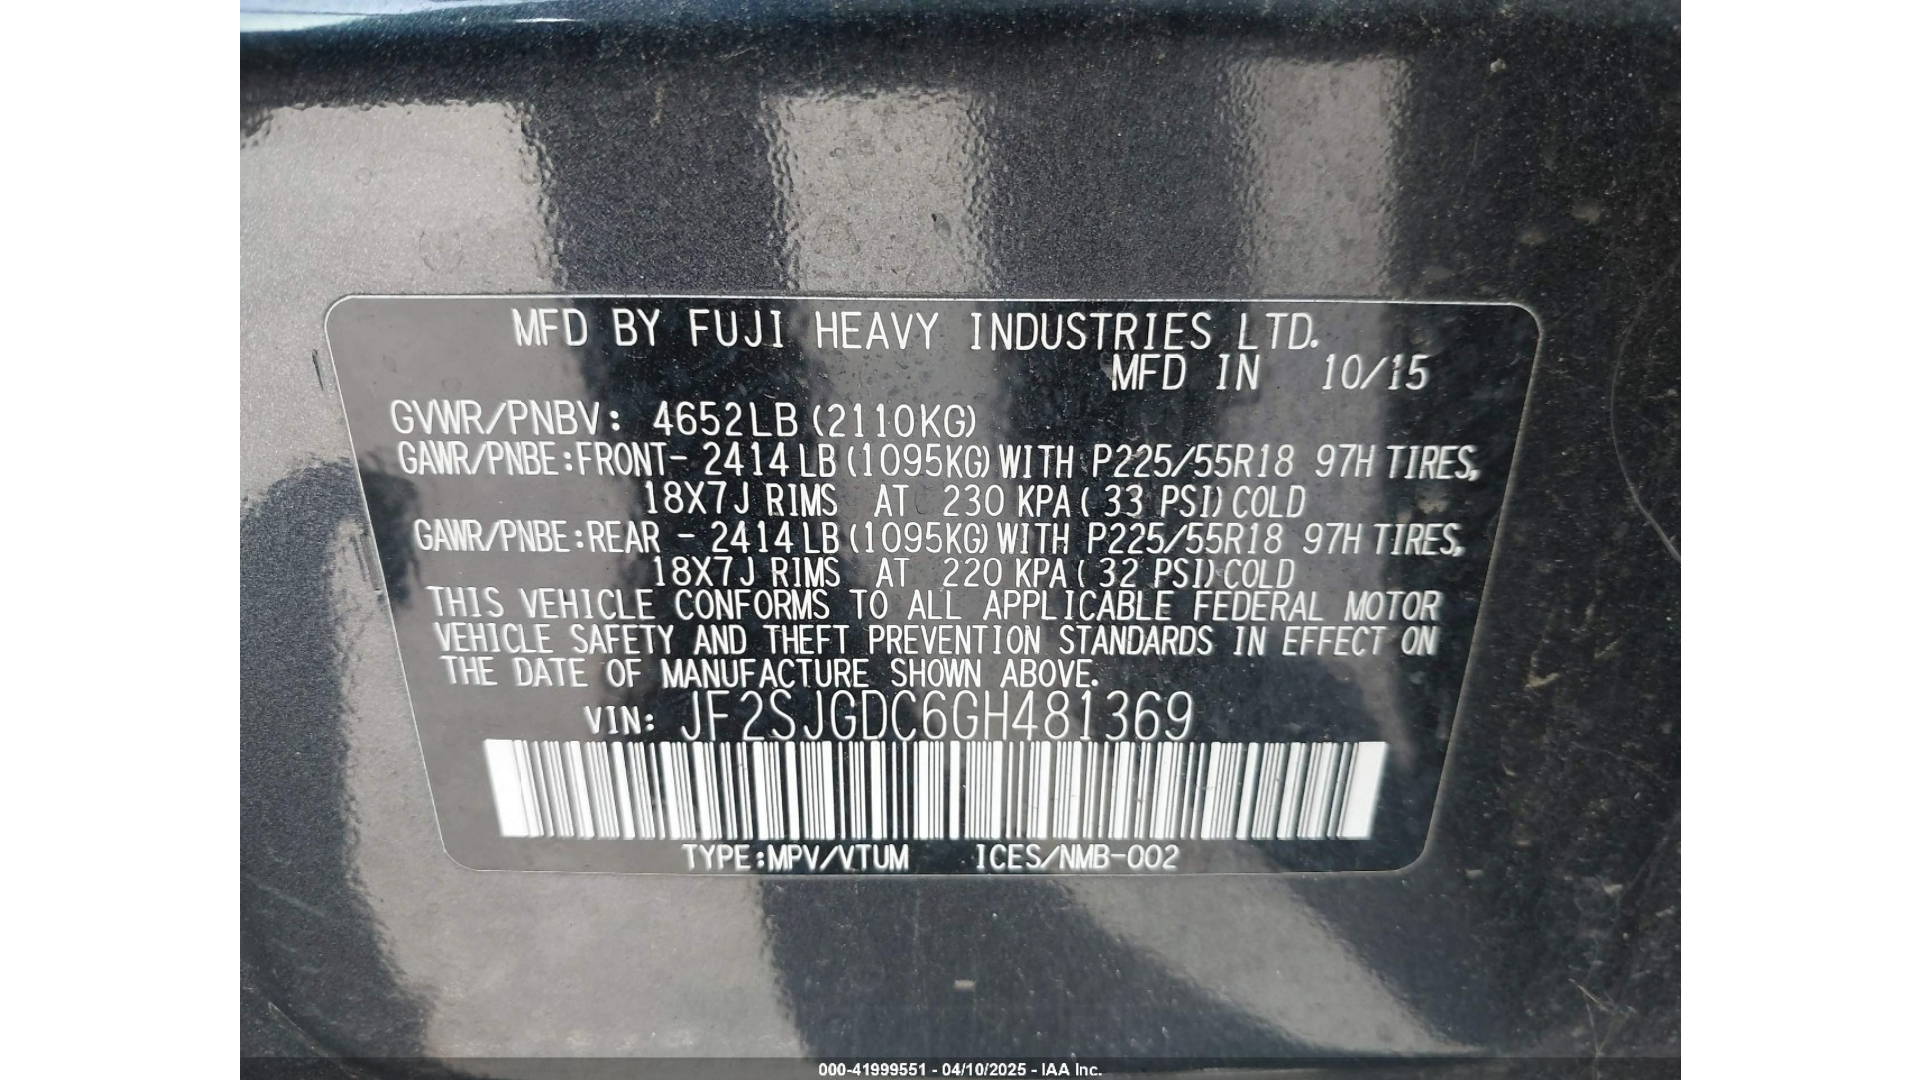 MFD BY FUJI HEAVY INDUSTRIES LTD.
MFD IN 10/15
GVWR/PNBV: 4652LB (2110KG)
GAWR/PNBE:FRONT- 2414LB(1095KG)WITH P225/55R18 97H TIRES,
18X7J RIMS AT 230 KPA( 33 PSI)COLD
GAWR/PNBE:REAR - 2414LB(1095KG)WITH P225/55R18 97H TIRES,
18X7J RIMS AT 220 KPA( 32 PSI)COLD
THIS VEHICLE CONFORMS TO ALL APPLICABLE FEDERAL MOTOR
VEHICLE SAFETY AND THEFT PREVENTION STANDARDS IN EFFECT ON
THE DATE OF MANUFACTURE SHOWN ABOVE.
VIN: JF2SJGDC6GH481369
TYPE:MPV/VTUM ICES/NMB-002
000-41999551 - 04/10/2025 - IAA Inc.